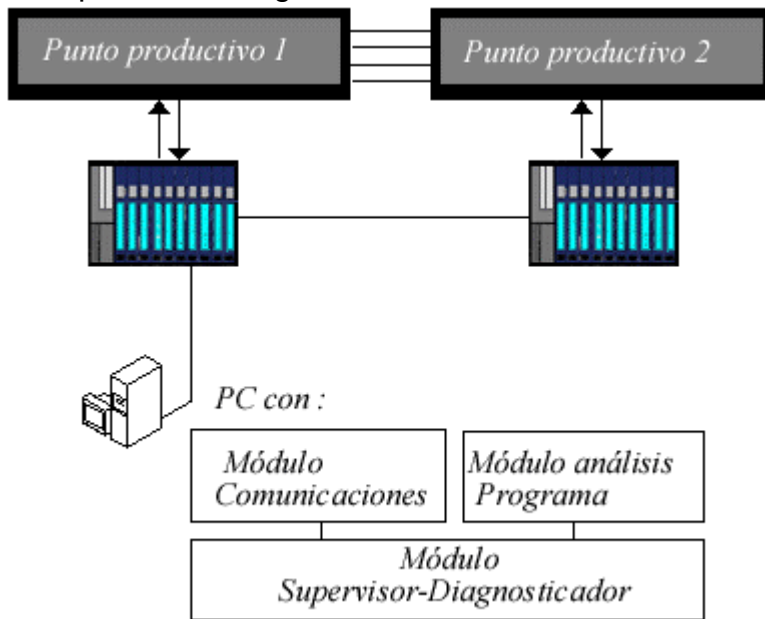 Punto productivo 1
Punto productivo 2
PC con :
Módulo
Comunicaciones
Módulo análisis
Programa
Módulo
Supervisor-Diagnosticador